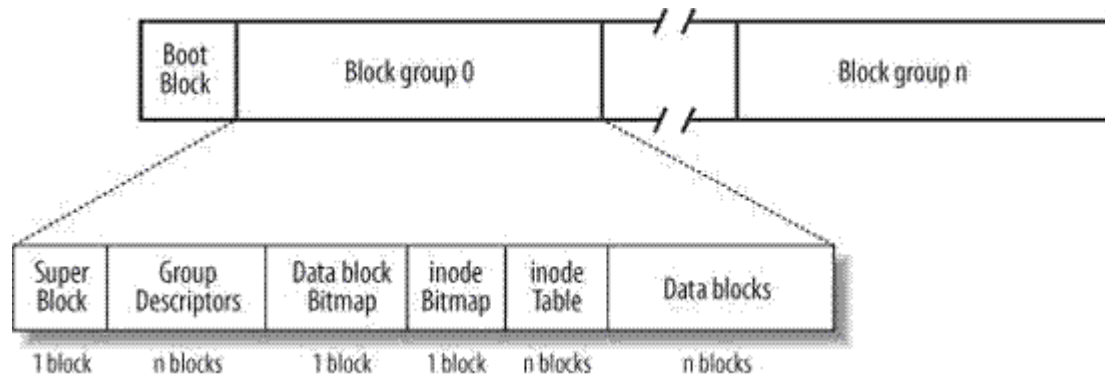 Boot
Block
Block group 0
Block group n
Super
Block
Group
Descriptors
Data block
Bitmap
inode
Bitmap
inode
Table
Data blocks
1 block
n blocks
1 block
1 block
n blocks
n blocks